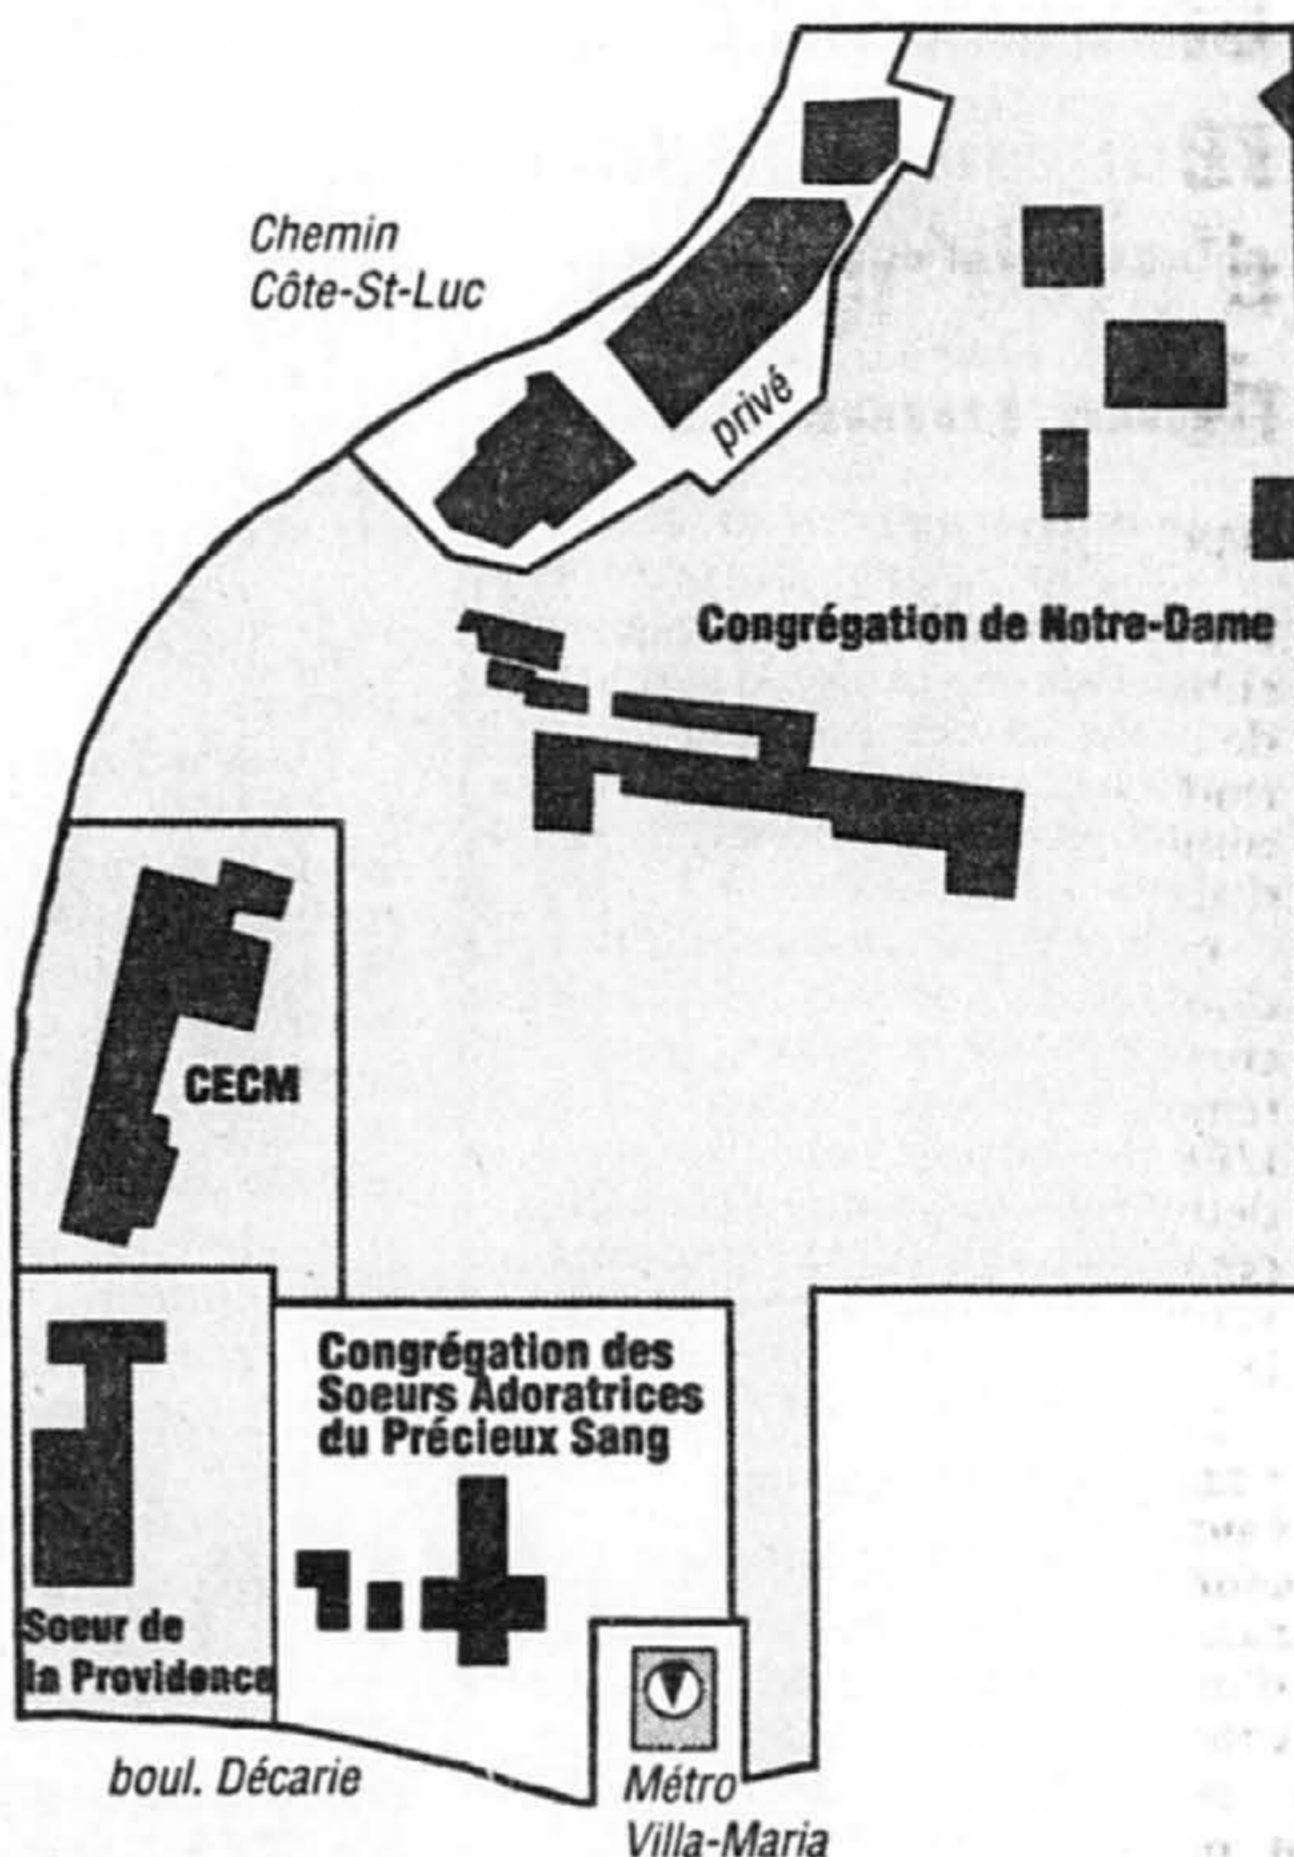 Chemin
Côte-St-Luc
privé
Congrégation de Notre-Dame
CECM
Congrégation des
Soeurs Adoratrices
du Précieux Sang
Soeur de
la Providence
boul. Décarie
Métro
Villa-Maria